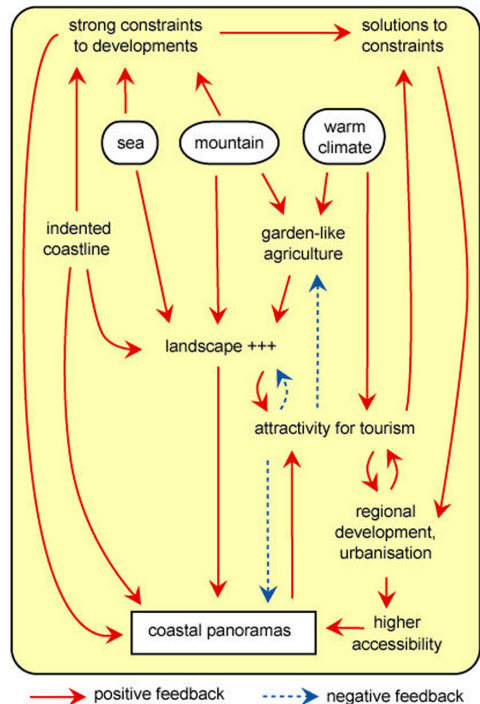 strong constraints
to developments
solutions to
constraints
sea
mountain
warm
climate
indented
coastline
garden-like
agriculture
landscape +++
attractivity for tourism
regional
development,
urbanisation
coastal panoramas
higher
accessibility
positive feedback
negative feedback